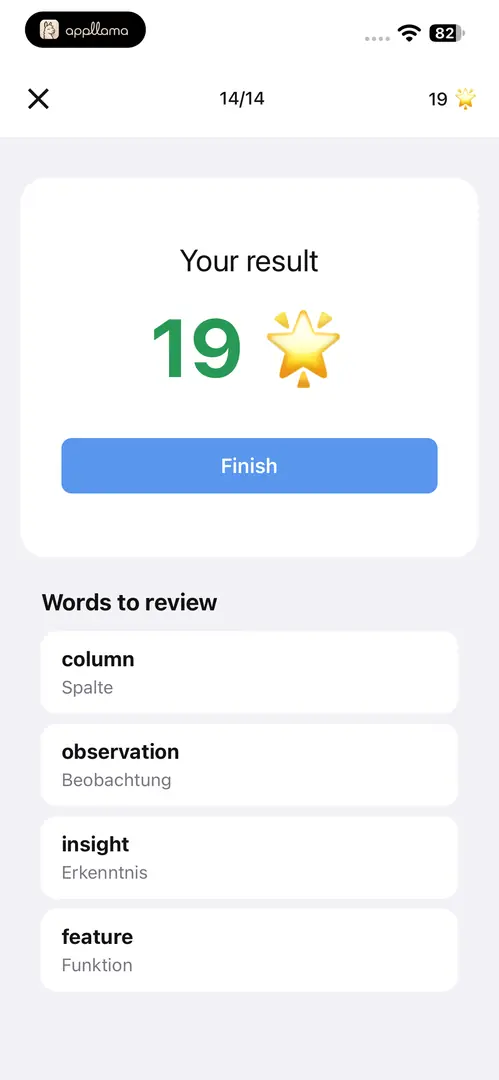 appllama
82
14/14
19
Your result
19
Finish
Words to review
column
Spalte
observation
Beobachtung
insight
Erkenntnis
feature
Funktion